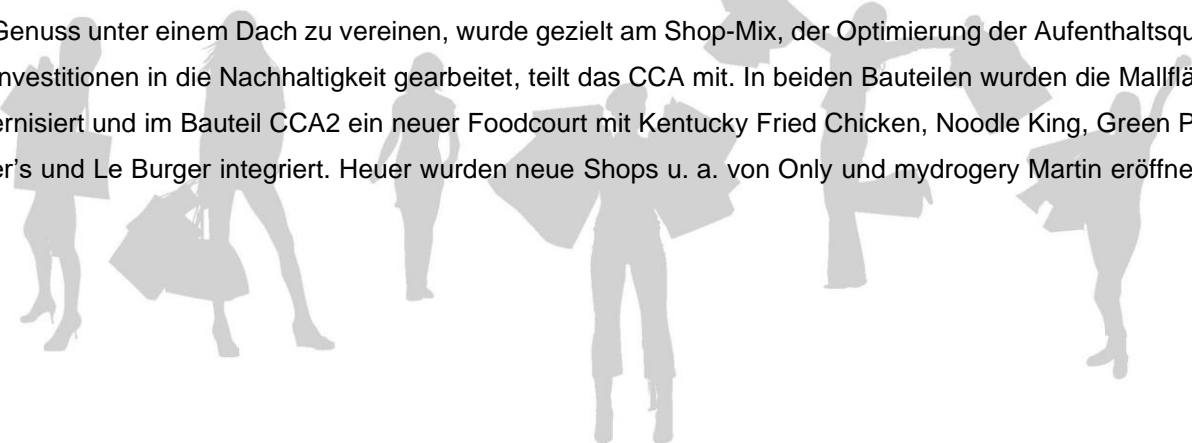 Genuss unter einem Dach zu vereinen, wurde gezielt am Shop-Mix, der Optimierung der Aufenthaltsqu
nvestitionen in die Nachhaltigkeit gearbeitet, teilt das CCA mit. In beiden Bauteilen wurden die Mallflä
ernisiert und im Bauteil CCA2 ein neuer Foodcourt mit Kentucky Fried Chicken, Noodle King, Green P
er's und Le Burger integriert. Heuer wurden neue Shops u. a. von Only und mydrogery Martin eröffne